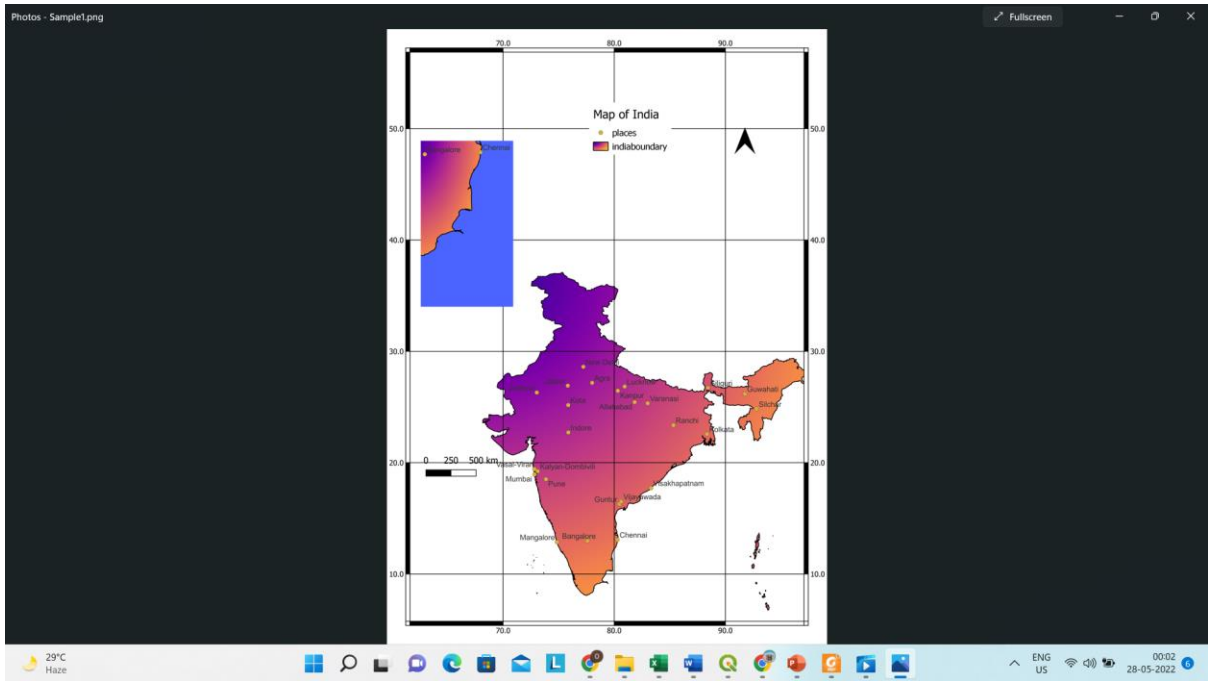 Photos - Sample1.png
Fullscreen
70.0 80.0 90.0
Map of India
places
indiaboundary
50.0 50.0
Chennai
40.0 40.0
30.0 30.0
New Delhi
Agra
Lucknow
Siliguri
Guwahati
Kanpur
Varanasi
Allahabad
Kota
Silchar
Ranchi
Indore
Kolkata
20.0 20.0
0 250 500 km
Vasai-Virar Kalyan-Dombivili
Mumbai
Pune
Visakhapatnam
Guntur Vijayawada
Mangalore Bangalore Chennai
10.0 10.0
70.0 80.0 90.0
29°C
Haze
ENG
US
00:02
28-05-2022
6